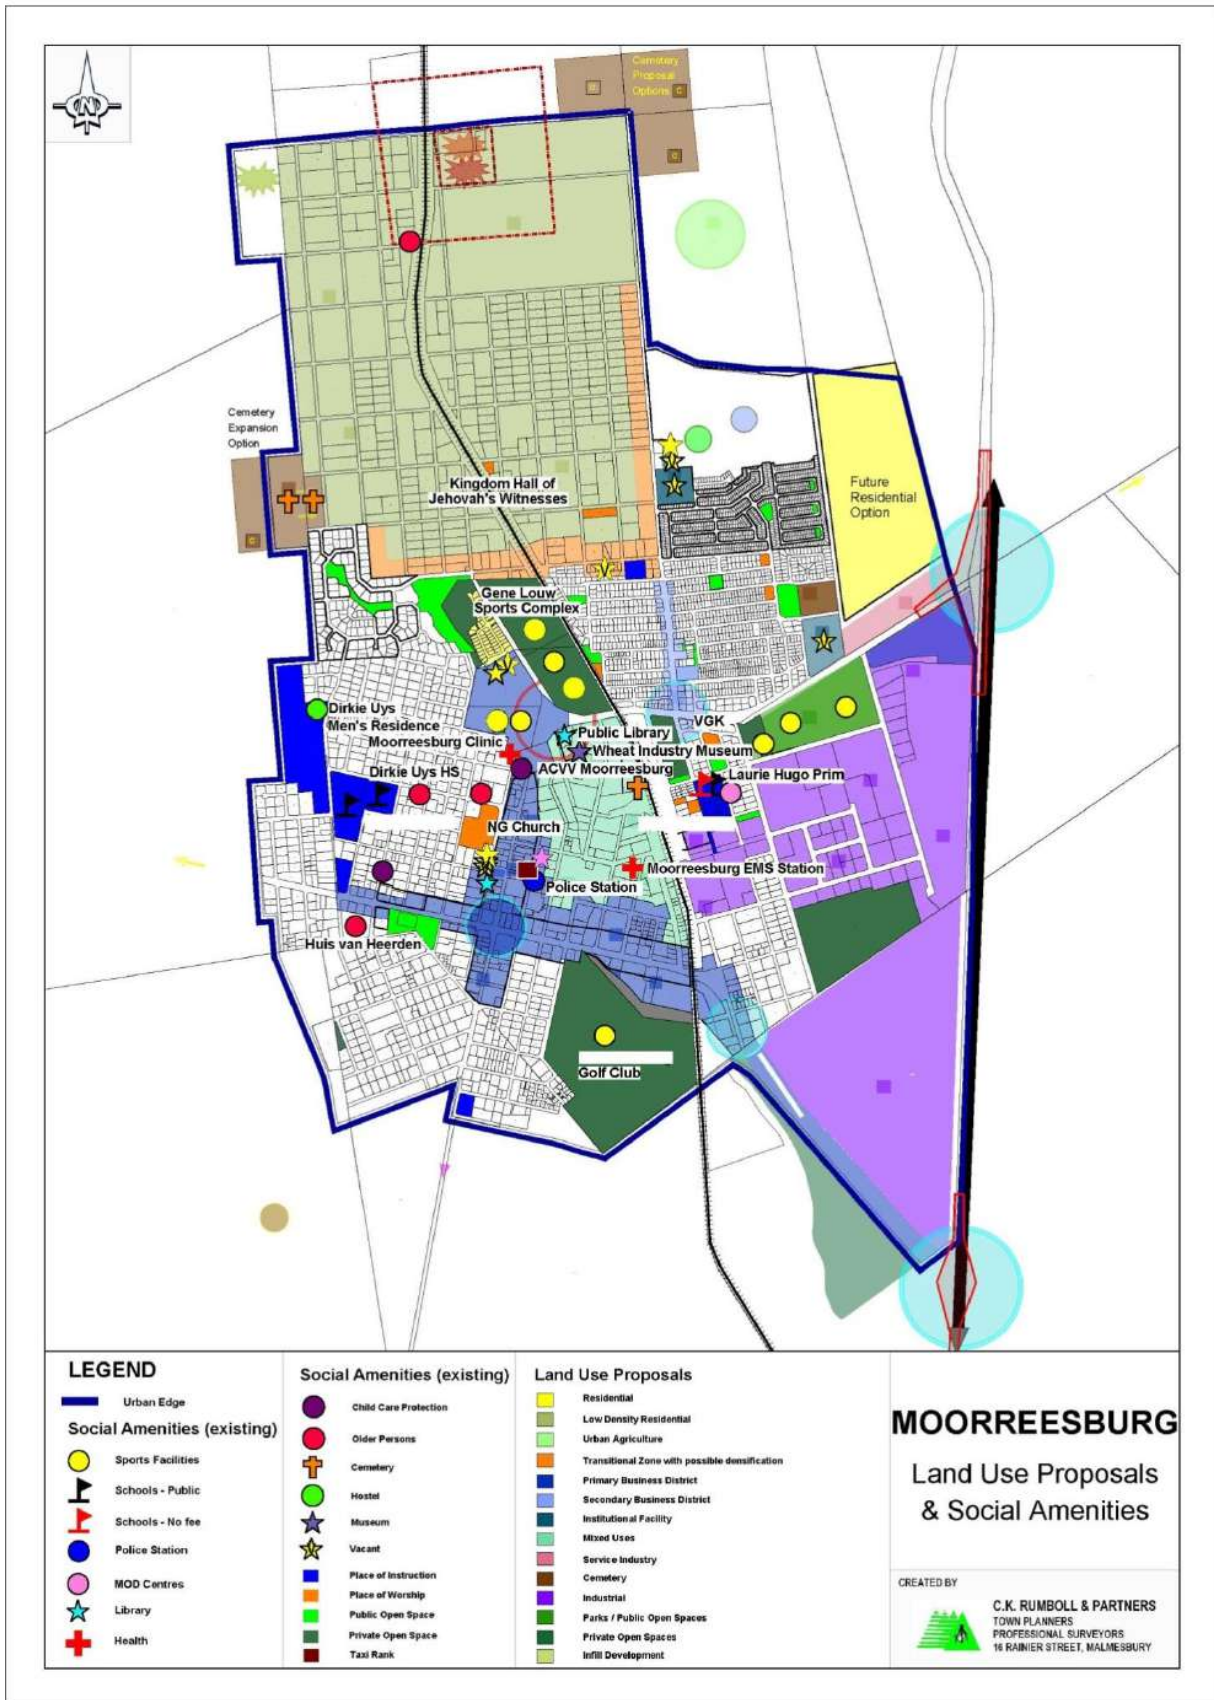 N
Cemetery
Proposal
Options
C
C
Cemetery
Expansion
Option
C
Kingdom Hall of
Jehovah's Witnesses
Future
Residential
Option
V
Gene Louw
Sports Complex
Dirkie Uys
Men's Residence
Moorreesburg Clinic
Public Library
VGK
Wheat Industry Museum
ACVV Moorreesburg
Laurie Hugo Prim
Dirkie Uys HS
NG Church
Moorreesburg EMS Station
Police Station
Huis van Heerden
Golf Club
LEGEND
Urban Edge
Social Amenities (existing)
Sports Facilities
Schools - Public
Schools - No fee
Police Station
MOD Centres
Library
Health
Social Amenities (existing)
Child Care Protection
Older Persons
Cemetery
Hostel
Museum
Vacant
Place of Instruction
Place of Worship
Public Open Space
Private Open Space
Taxi Rank
Land Use Proposals
Residential
Low Density Residential
Urban Agriculture
Transitional Zone with possible densification
Primary Business District
Secondary Business District
Institutional Facility
Mixed Uses
Service Industry
Cemetery
Industrial
Parks / Public Open Spaces
Private Open Spaces
Infill Development
MOORREESBURG
Land Use Proposals
& Social Amenities
CREATED BY
C.K. RUMBOLL & PARTNERS
TOWN PLANNERS
PROFESSIONAL SURVEYORS
16 RAINIER STREET, MALMESBURY